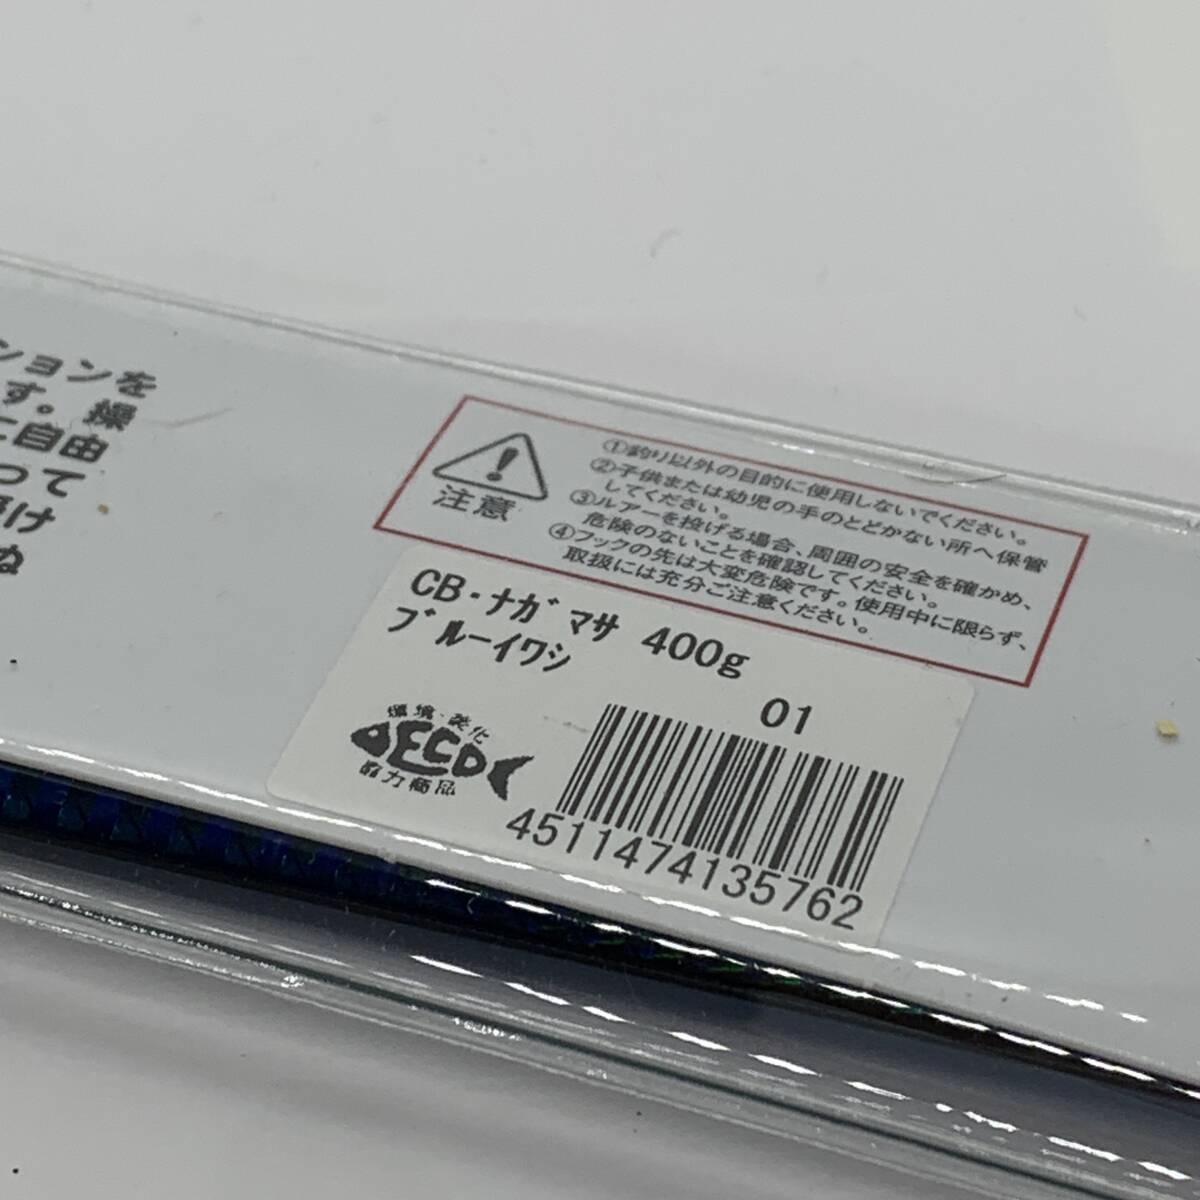 ションを
す。操
に自由
って
届け
ね
注意
①釣り以外の目的に使用しないでください。
②子供または幼児の手のとどかない所へ保管
してください。
③ルアーを投げる場合、周囲の安全を確かめ、
危険のないことを確認してください。
④フックの先は大変危険です。使用中に限らず、
取扱には充分ご注意ください。
CB・ﾅｶﾞﾏｻ 400g
ﾌﾞﾙｰｲﾜｼ
01
環境・美化
ECO
協力商品
4511474135762